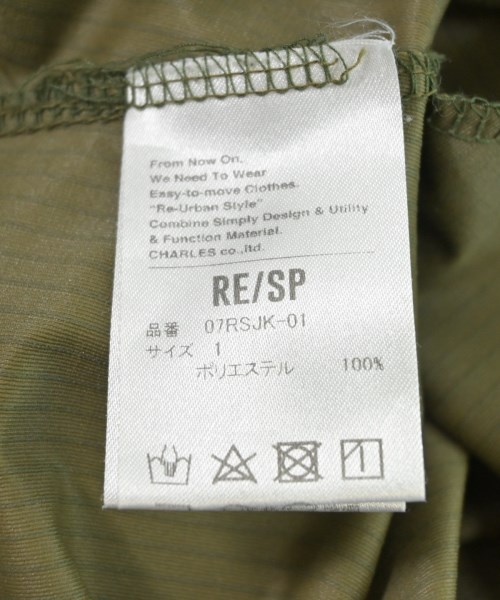 From Now On.
We Need To Wear
Easy-to-move Clothes.
"Re-Urban Style"
Combine Simply Design & Utility
& Function Material.
CHARLES co.,ltd.
RE/SP
品番 07RSJK-01
サイズ 1
ポリエステル 100%